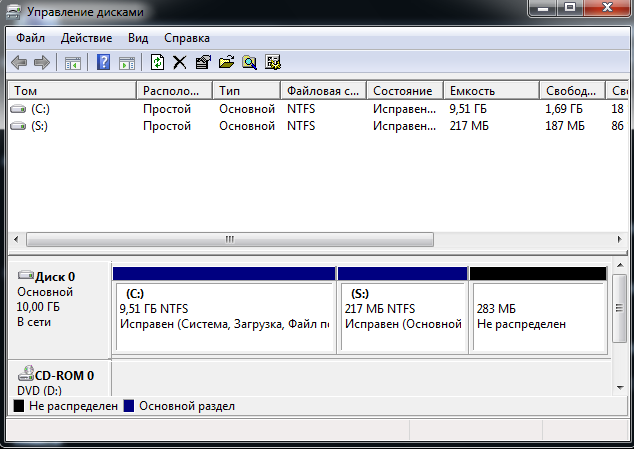 Управление дисками
Файл Действие Вид Справка
Том Располо... Тип Файловая с... Состояние Емкость Свобод... Сво
(C:) Простой Основной NTFS Исправен... 9,51 ГБ 1,69 ГБ 18
(S:) Простой Основной NTFS Исправен... 217 МБ 187 МБ 86
Диск 0
Основной
10,00 ГБ
В сети
(C:)
9,51 ГБ NTFS
Исправен (Система, Загрузка, Файл по
(S:)
217 МБ NTFS
Исправен (Основной
283 МБ
Не распределен
CD-ROM 0
DVD (D:)
Не распределен Основной раздел